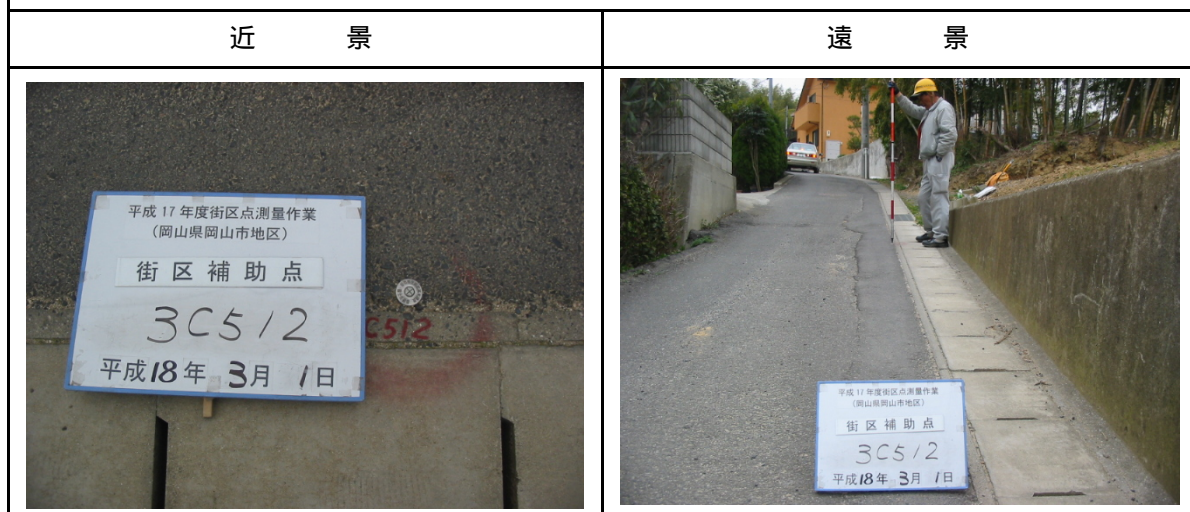 近景
遠景
平成17年度街区点測量作業
(岡山県岡山市地区)
街区補助点
3C512
平成18年3月1日
C512
平成17年度街区点測量作業
(岡山県岡山市地区)
街区補助点
3C512
平成18年3月1日